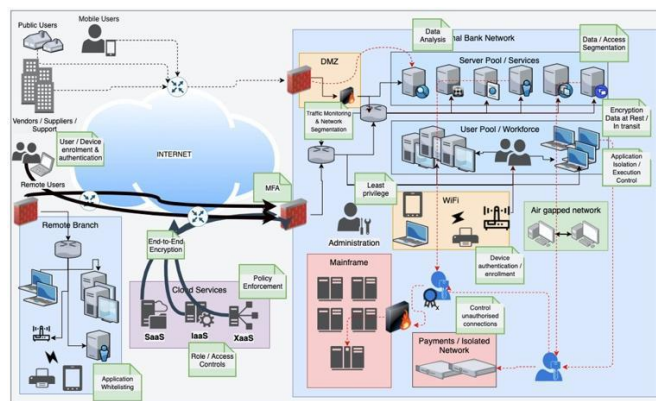 Public Users
Mobile Users
Vendors / Suppliers /
Support
User / Device
enrolment &
authentication
Remote Users
INTERNET
MFA
Remote Branch
Application
Whitelisting
End-to-End
Encryption
Policy
Enforcement
Cloud Services
SaaS
IaaS
XaaS
Role / Access
Controls
Data
Analysis
Bank Network
DMZ
Server Pool / Services
Data / Access
Segmentation
Traffic Monitoring
& Network
Segmentation
Encryption
Data at Rest /
In transit
User Pool / Workforce
Application
Isolation /
Execution
Control
Least
privilege
Administration
WiFi
Air gapped network
Device
authentication /
enrollment
Mainframe
Control
unauthorised
connections
Payments / Isolated
Network